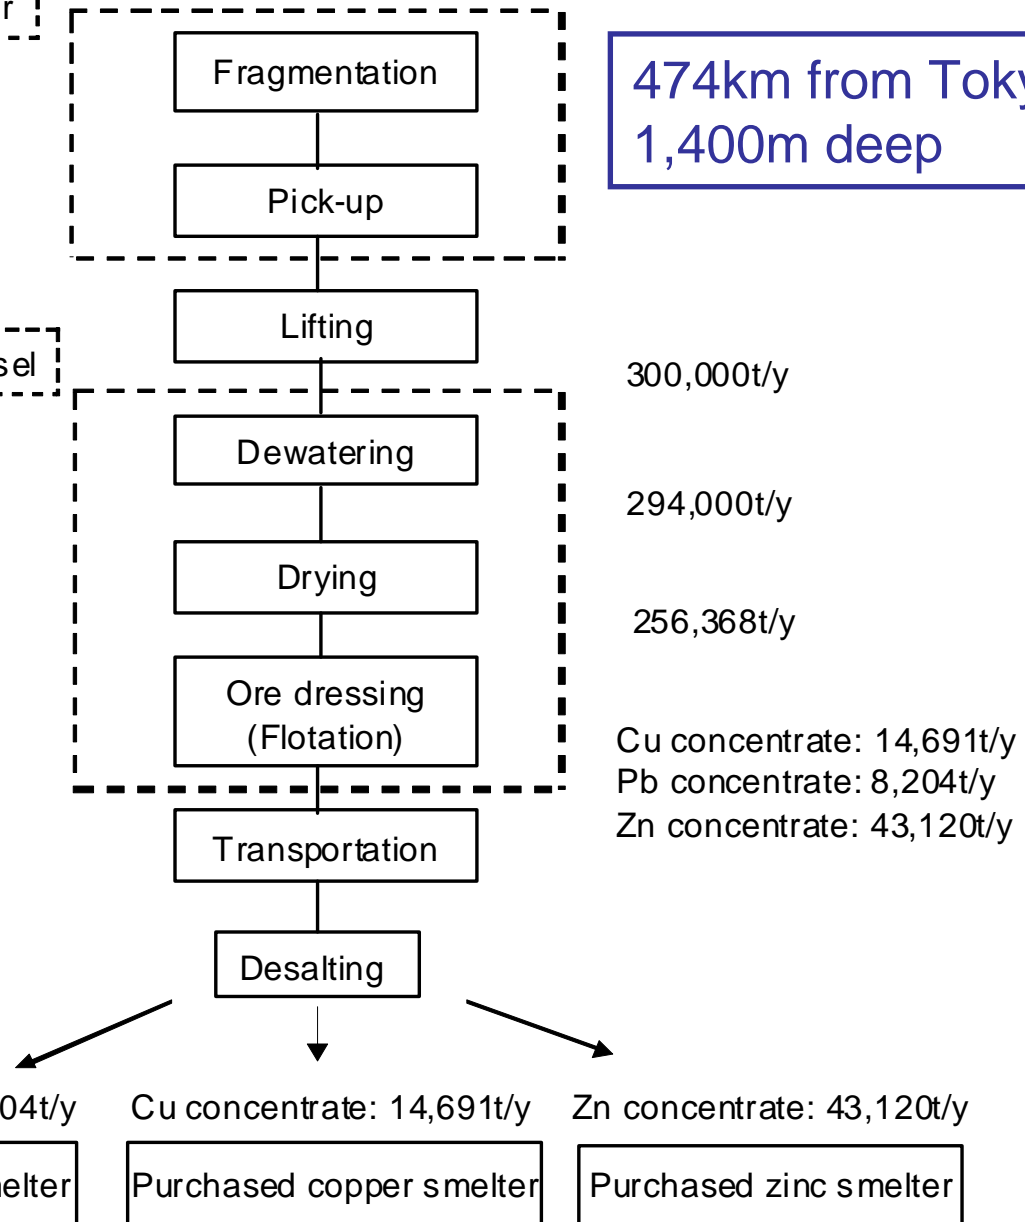 r
Fragmentation
474km from Toky
1,400m deep
Pick-up
Lifting
sel
300,000t/y
Dewatering
294,000t/y
Drying
256,368t/y
Ore dressing
(Flotation)
Cu concentrate: 14,691t/y
Pb concentrate: 8,204t/y
Zn concentrate: 43,120t/y
Transportation
Desalting
04t/y
Cu concentrate: 14,691t/y
Zn concentrate: 43,120t/y
elter
Purchased copper smelter
Purchased zinc smelter